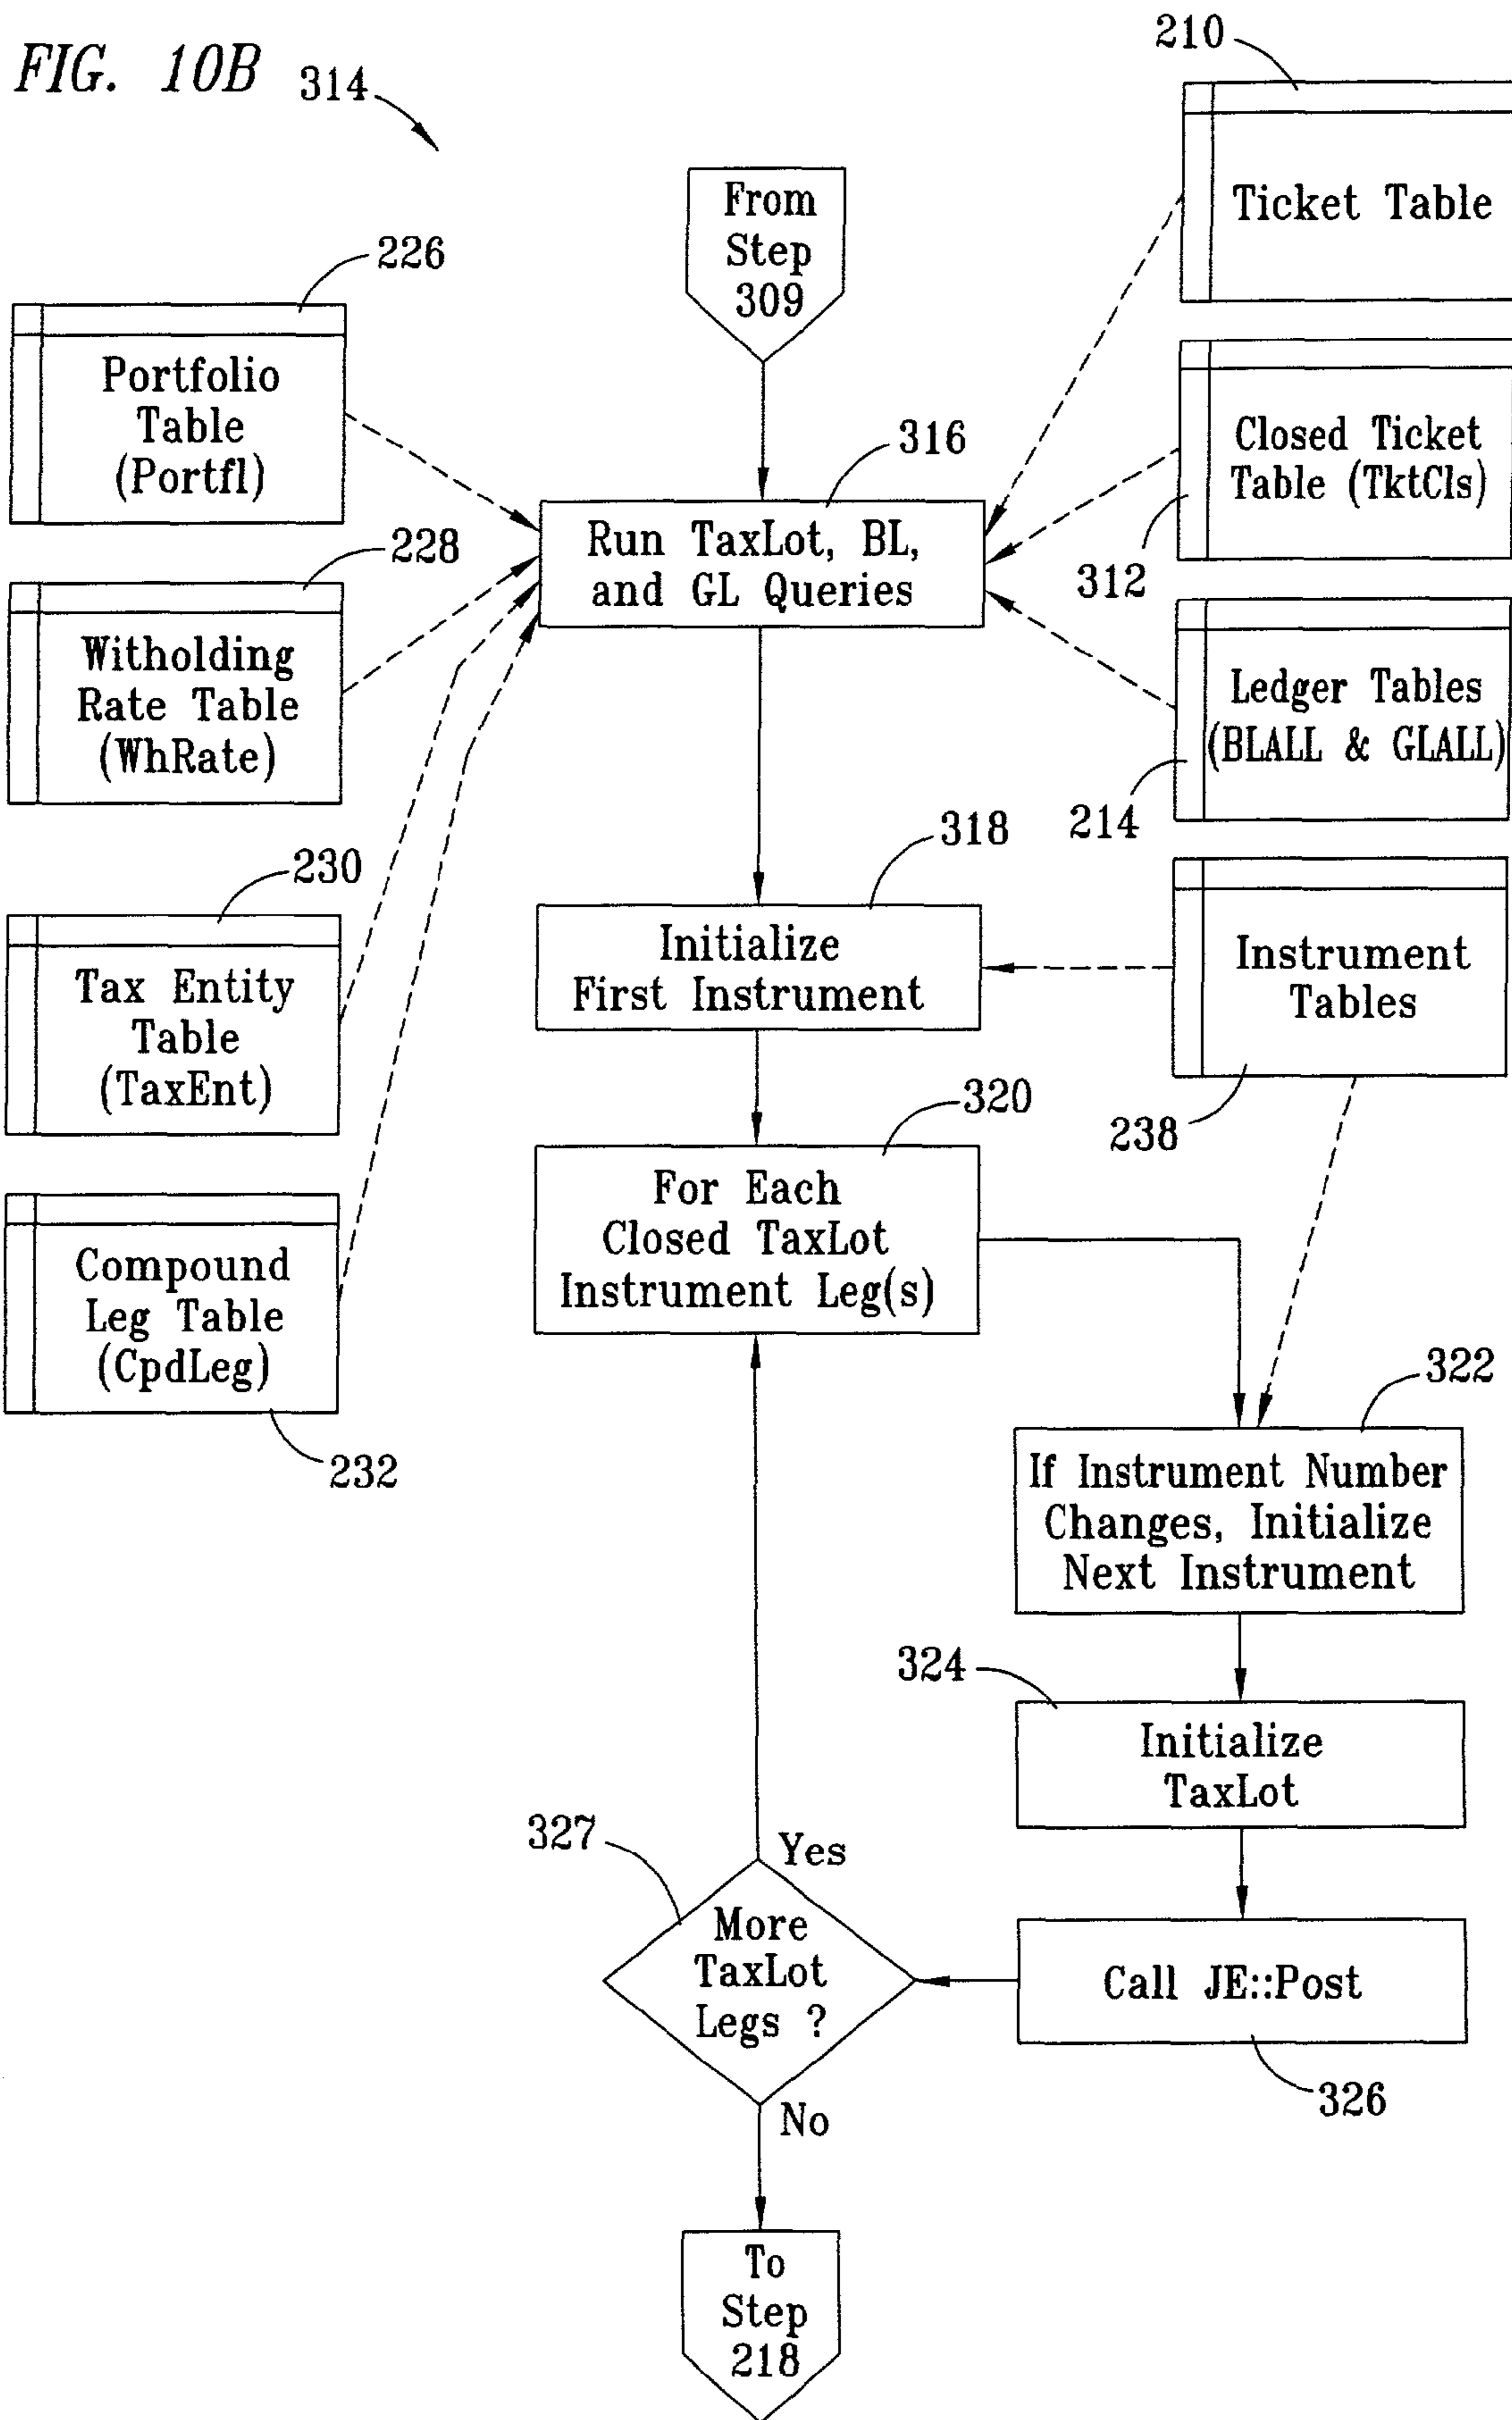 FIG. 10B
314
210
Ticket Table
From
Step
309
226
Portfolio
Table
(Portfl)
316
Closed Ticket
Table (TktCls)
312
Run TaxLot, BL,
and GL Queries
228
Witholding
Rate Table
(WhRate)
Ledger Tables
(BLALL & GLALL)
214
318
Initialize
First Instrument
230
Tax Entity
Table
(TaxEnt)
Instrument
Tables
238
320
For Each
Closed TaxLot
Instrument Leg(s)
Compound
Leg Table
(CpdLeg)
232
322
If Instrument Number
Changes, Initialize
Next Instrument
324
Initialize
TaxLot
327
Yes
More
TaxLot
Legs ?
Call JE::Post
326
No
To
Step
218